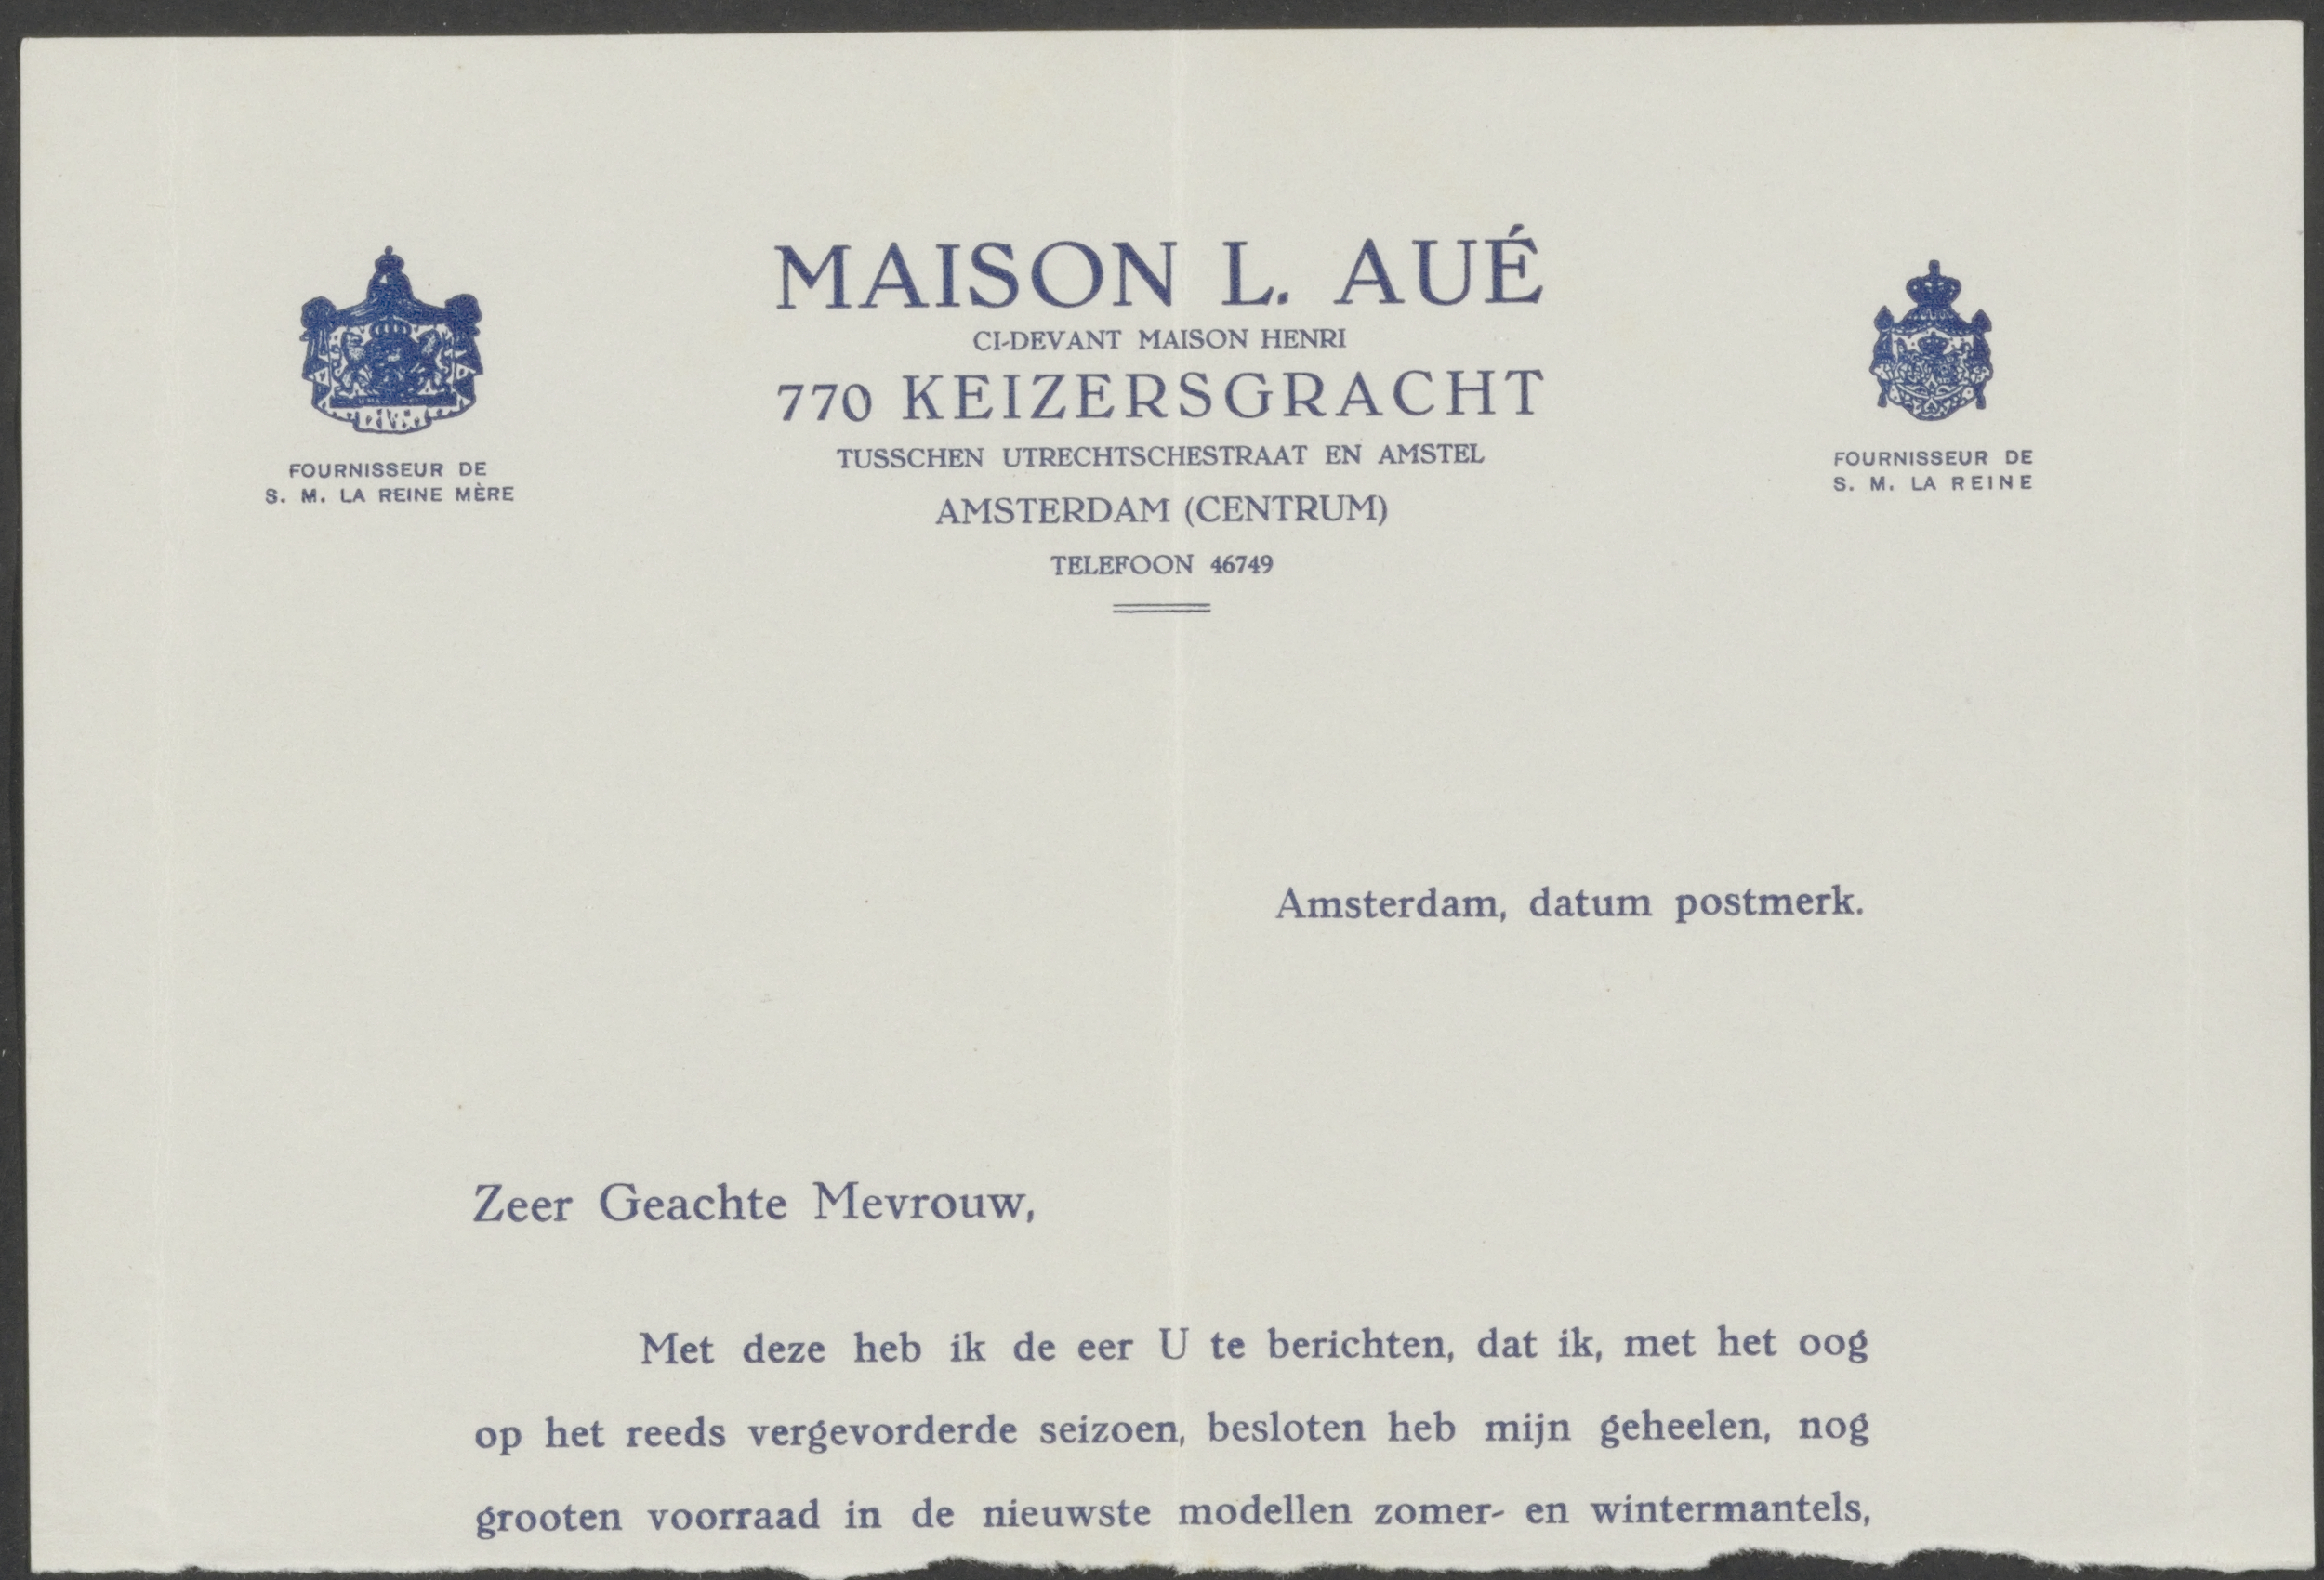 MAISON L. AUÉ
CI-DEVANT MAISON HENRI
770 KEIZERSGRACHT
TUSSCHEN UTRECHTSCHESTRAAT EN AMSTEL
AMSTERDAM (CENTRUM)
TELEFOON 46749
FOURNISSEUR DE
S. M. LA REINE MÈRE
FOURNISSEUR DE
S. M. LA REINE
Amsterdam, datum postmerk.
Zeer Geachte Mevrouw,
Met deze heb ik de eer U te berichten, dat ik, met het oog
op het reeds vergevorderde seizoen, besloten heb mijn geheelen, nog
grooten voorraad in de nieuwste modellen zomer- en wintermantels,